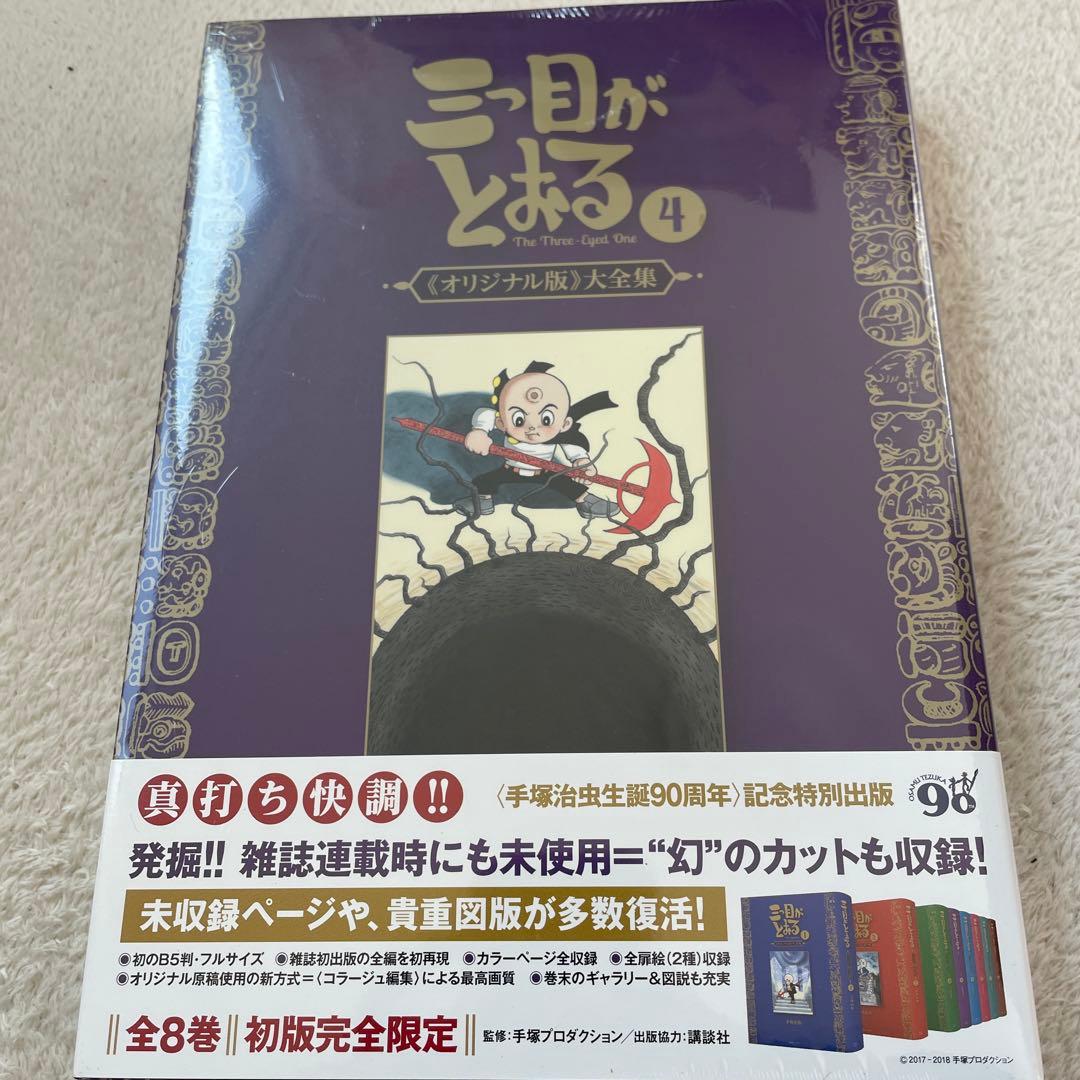 三つ目が
とおる 4
The Three-Eyed One
《オリジナル版》大全集
真打ち快調!!
〈手塚治虫生誕90周年〉記念特別出版
OSAMU TEZUKA 90TH
発掘!! 雑誌連載時にも未使用=“幻”のカットも収録!
未収録ページや、貴重図版が多数復活!
●初のB5判・フルサイズ ●雑誌初出版の全編を初再現 ●カラーページ全収録 ●全扉絵(2種)収録
●オリジナル原稿使用の新方式=〈コラージュ編集〉による最高画質 ●巻末のギャラリー&図説も充実
全8巻 初版完全限定
監修:手塚プロダクション/出版協力:講談社
三つ目が
とおる 1
©2017-2018 手塚プロダクション